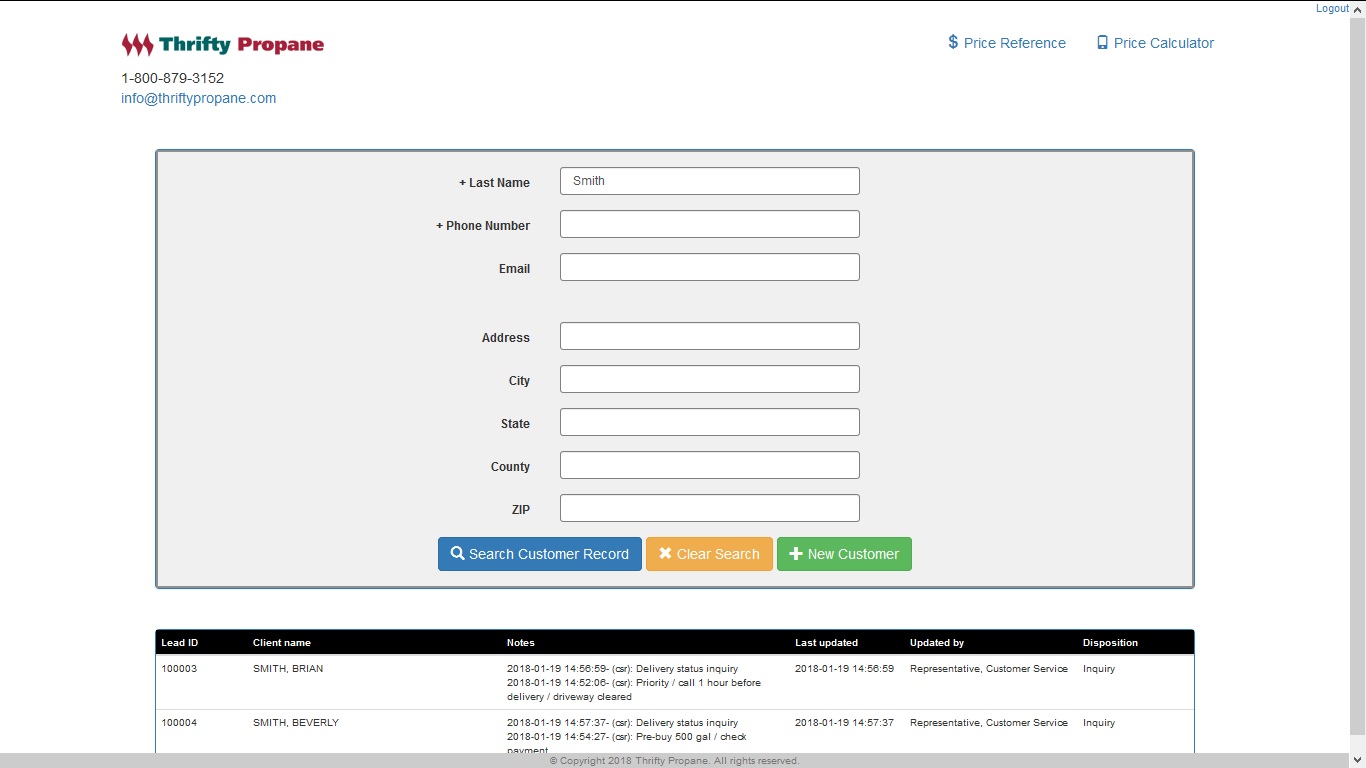 Logout
Thrifty Propane
$ Price Reference
Price Calculator
1-800-879-3152
info@thriftypropane.com
+ Last Name
Smith
+ Phone Number
Email
Address
City
State
County
ZIP
Search Customer Record
Clear Search
New Customer
Lead ID Client name Notes Last updated Updated by Disposition
100003 SMITH, BRIAN 2018-01-19 14:56:59- (csr): Delivery status inquiry 2018-01-19 14:56:59 Representative, Customer Service Inquiry
2018-01-19 14:52:06- (csr): Priority / call 1 hour before
delivery / driveway cleared
100004 SMITH, BEVERLY 2018-01-19 14:57:37- (csr): Delivery status inquiry 2018-01-19 14:57:37 Representative, Customer Service Inquiry
2018-01-19 14:54:27- (csr): Pre-buy 500 gal / check
payment
© Copyright 2018 Thrifty Propane. All rights reserved.